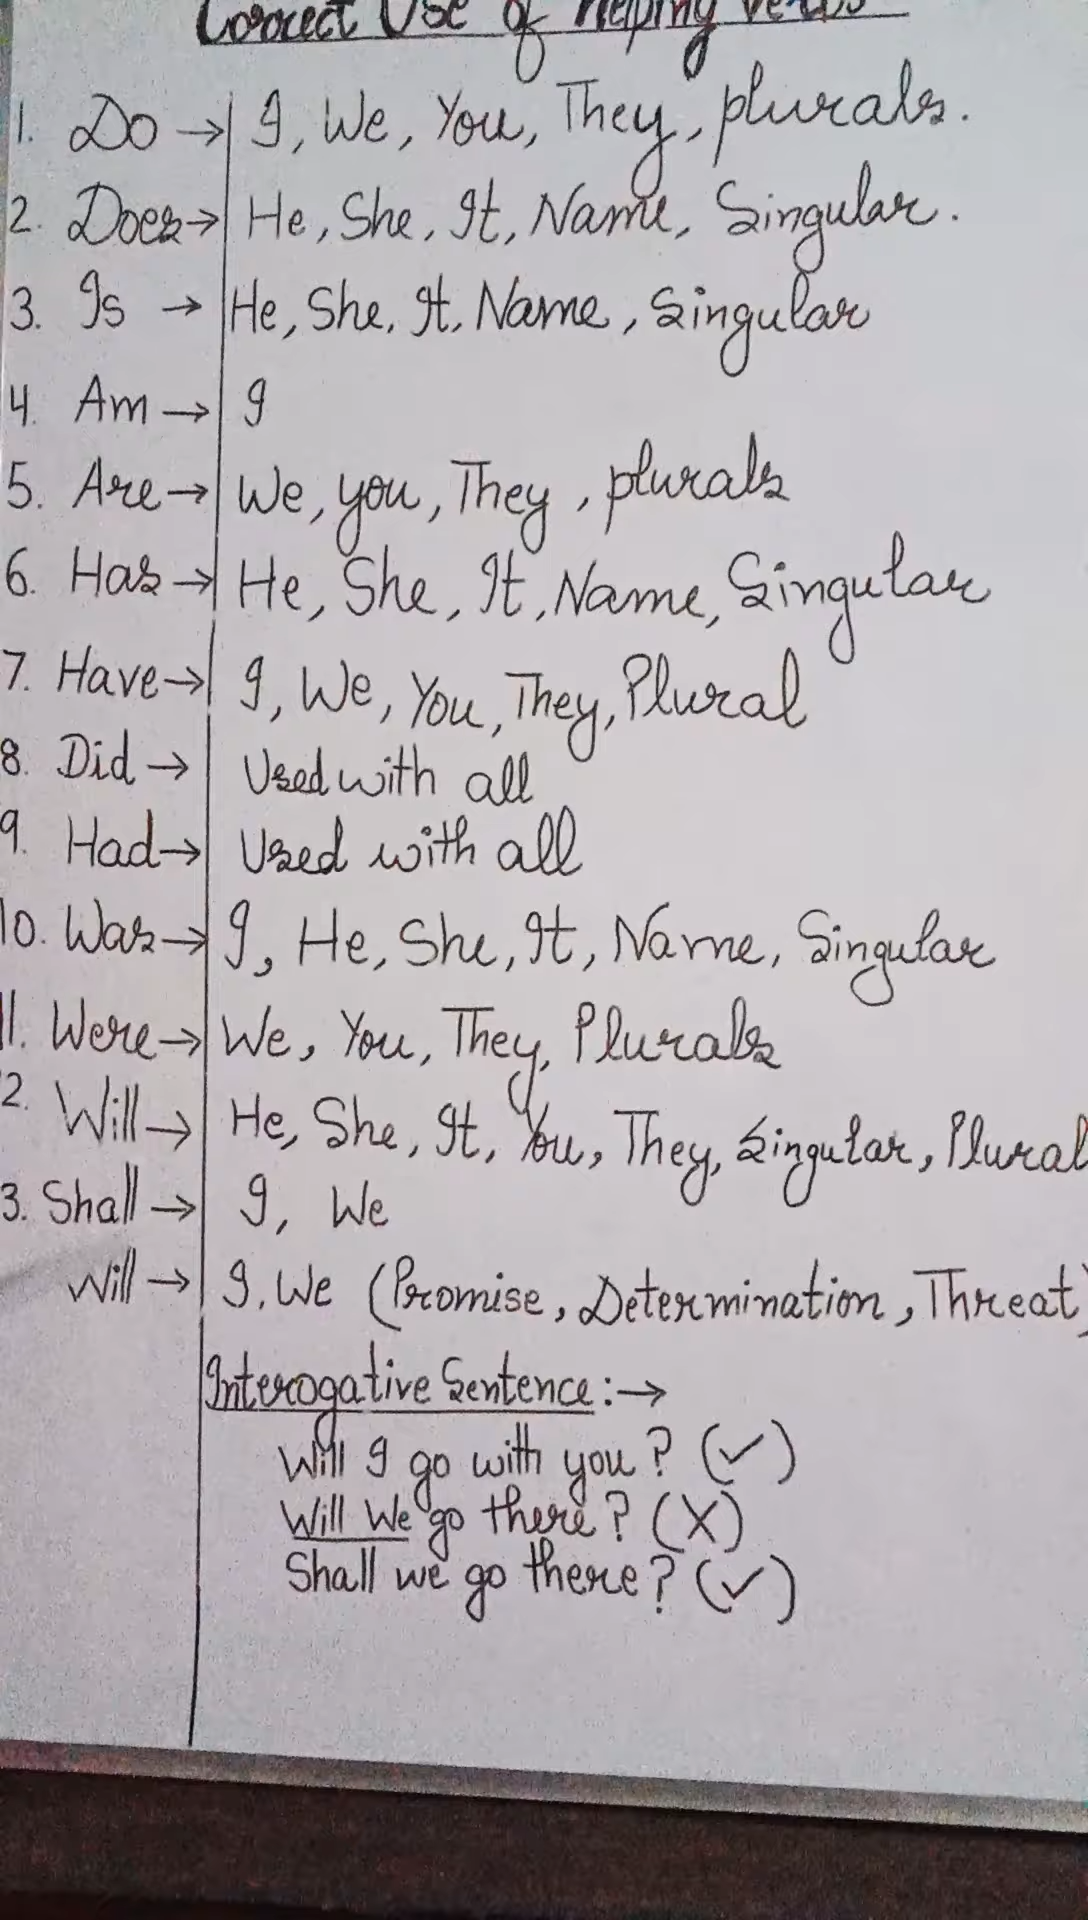 Correct Use of Helping Verbs
1. Do → I, We, You, They, plurals.
2. Does → He, She, It, Name, Singular.
3. Is → He, She, It, Name, Singular
4. Am → I
5. Are → We, you, They, plurals
6. Has → He, She, It, Name, Singular
7. Have → I, We, You, They, Plural
8. Did → Used with all
9. Had → Used with all
10. Was → I, He, She, It, Name, Singular
11. Were → We, You, They, Plurals
2. Will → He, She, It, You, They, Singular, Plural
3. Shall → I, We
Will → I, We (Promise, Determination, Threat)
Interogative Sentence :→
Will I go with you? (✓)
Will We go there? (X)
Shall we go there? (✓)